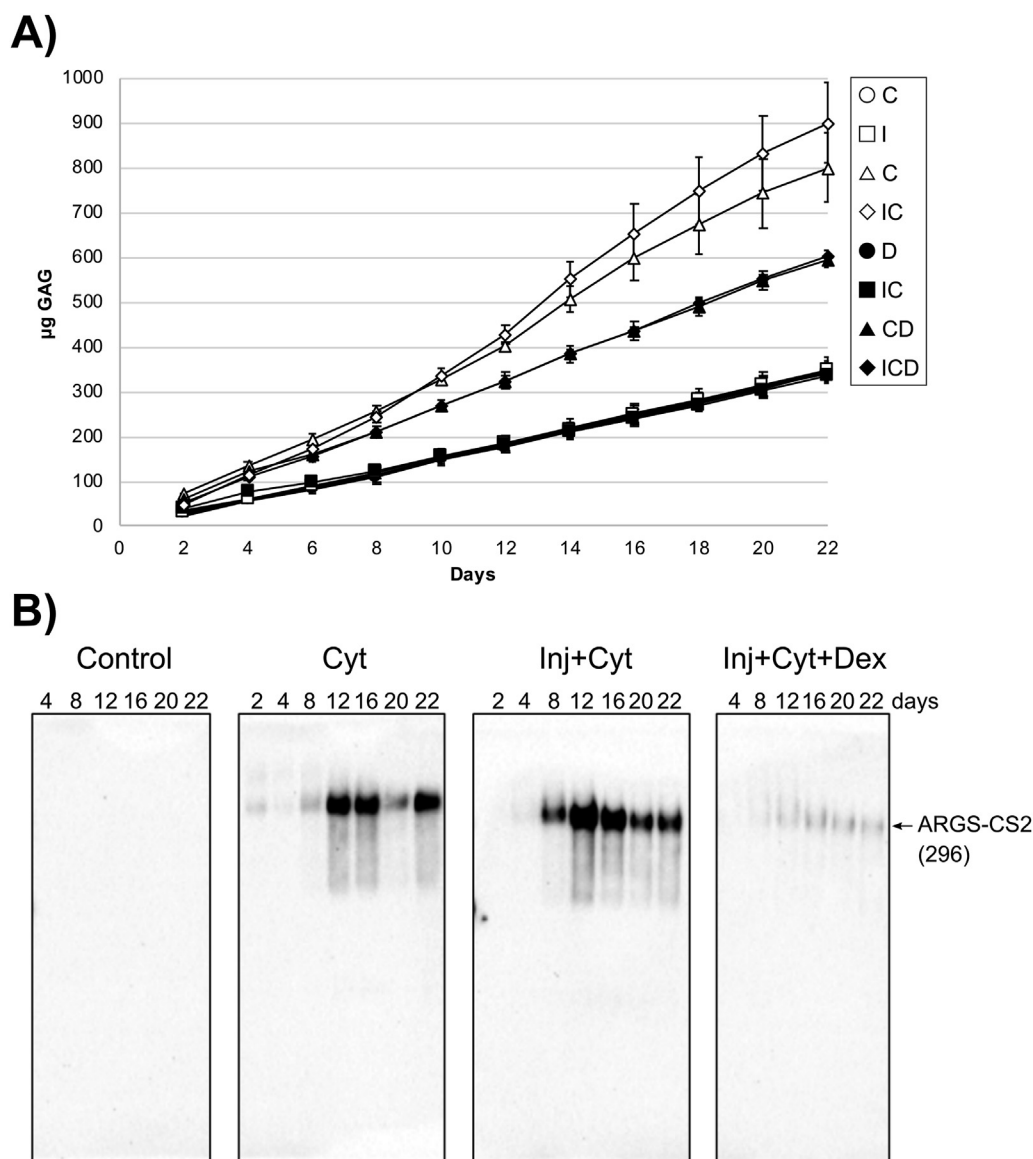 A)
µg GAG
1000
900
800
700
600
500
400
300
200
100
0
0 2 4 6 8 10 12 14 16 18 20 22
Days
C
I
C
IC
D
IC
CD
ICD
B)
Control Cyt Inj+Cyt Inj+Cyt+Dex
4 8 12 16 20 22 2 4 8 12 16 20 22 2 4 8 12 16 20 22 4 8 12 16 20 22 days
ARGS-CS2
(296)